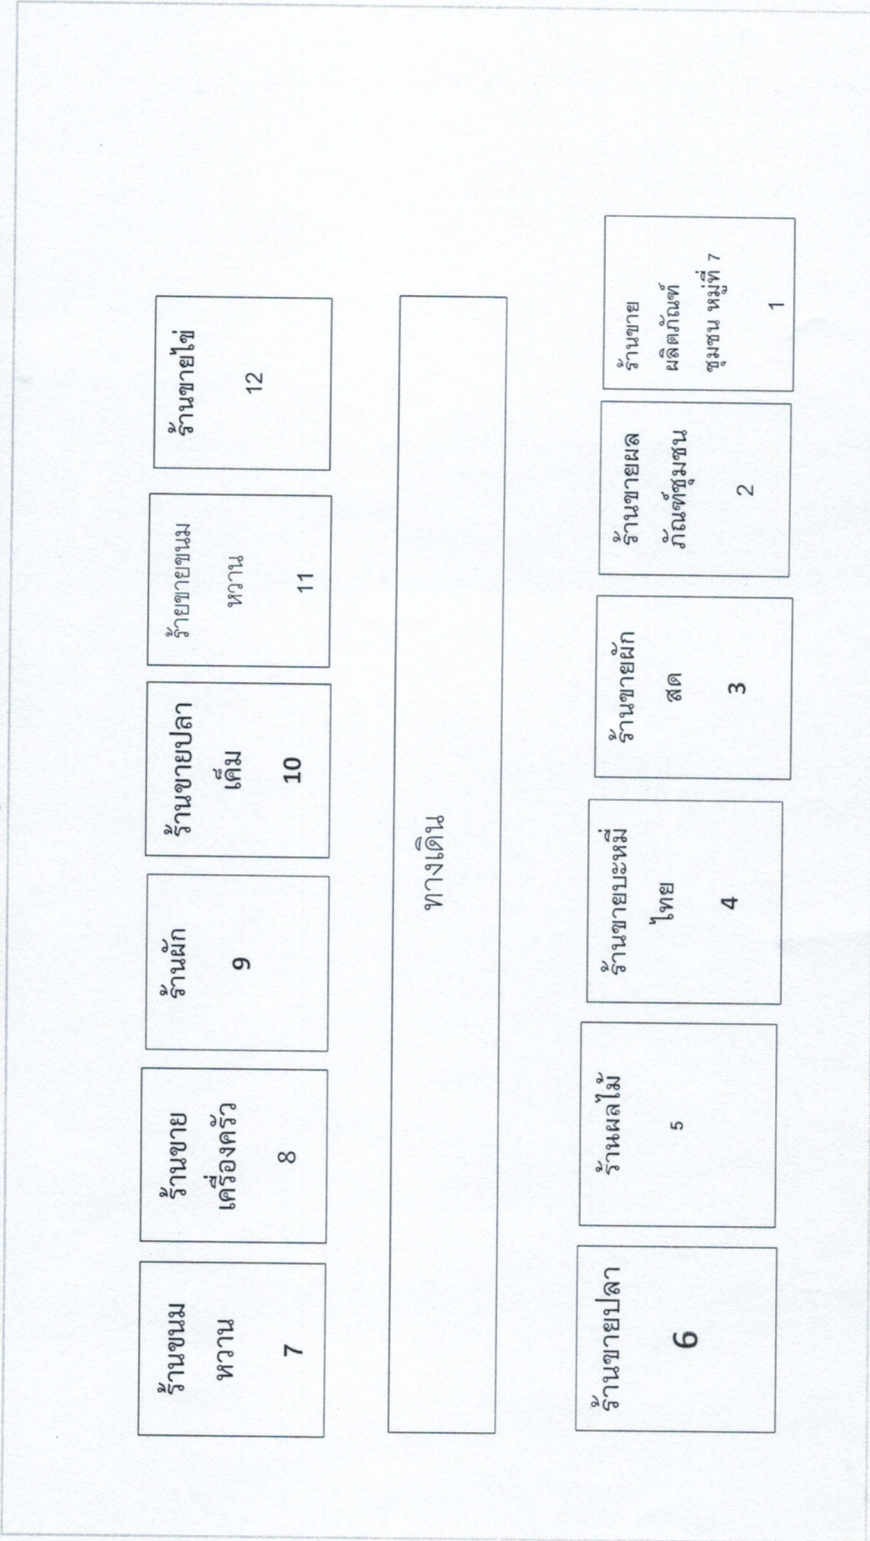 ร้านขนม
หวาน
7
ร้านขาย
เครื่องครัว
8
ร้านผัก
9
ร้านขายปลา
เค็ม
10
ร้ายขายขนม
หวาน
11
ร้านขายไข่
12
ทางเดิน
ร้านขายปลา
6
ร้านผลไม้
5
ร้านขายบะหมี่
ไทย
4
ร้านขายผัก
สด
3
ร้านขายผล
ภัณฑ์ชุมชน
2
ร้านขาย
ผลิตภัณฑ์
ชุมชน หมู่ที่ 7
1